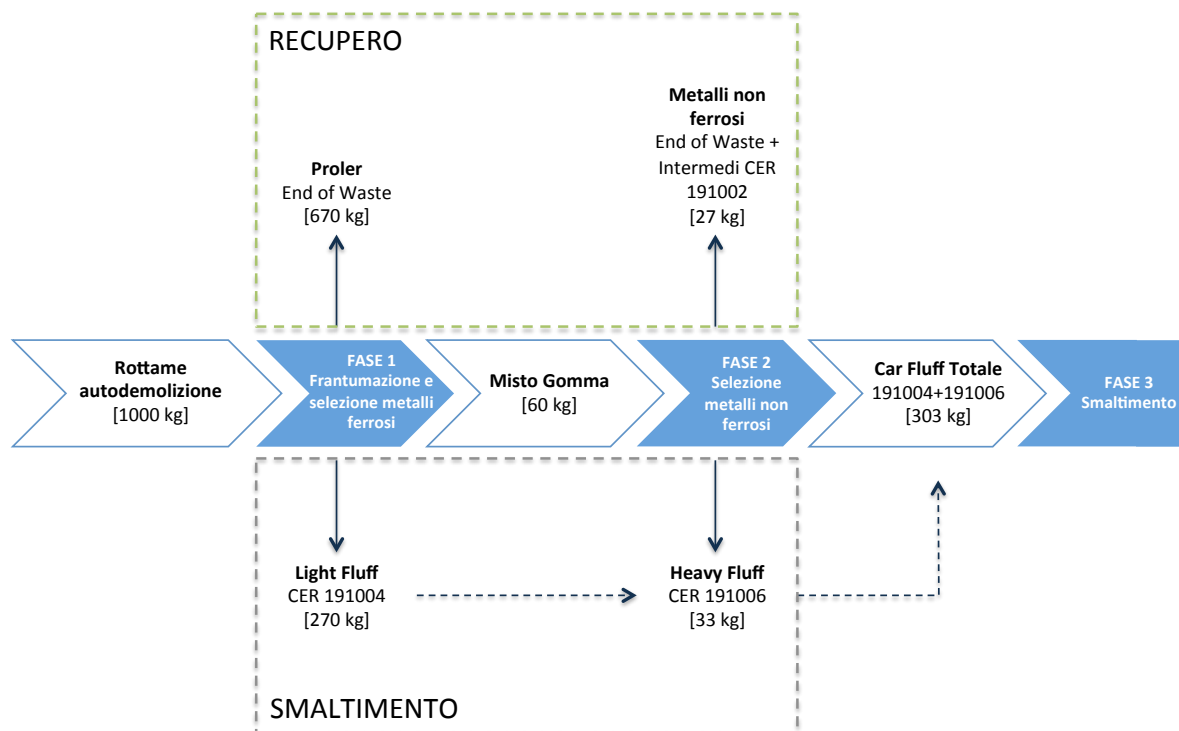 RECUPERO
Metalli non
ferrosi
End of Waste +
Intermedi CER
191002
[27 kg]
Proler
End of Waste
[670 kg]
Rottame
autodemolizione
[1000 kg]
FASE 1
Frantumazione e
selezione metalli
ferrosi
Misto Gomma
[60 kg]
FASE 2
Selezione
metalli non
ferrosi
Car Fluff Totale
191004+191006
[303 kg]
FASE 3
Smaltimento
Light Fluff
CER 191004
[270 kg]
Heavy Fluff
CER 191006
[33 kg]
SMALTIMENTO